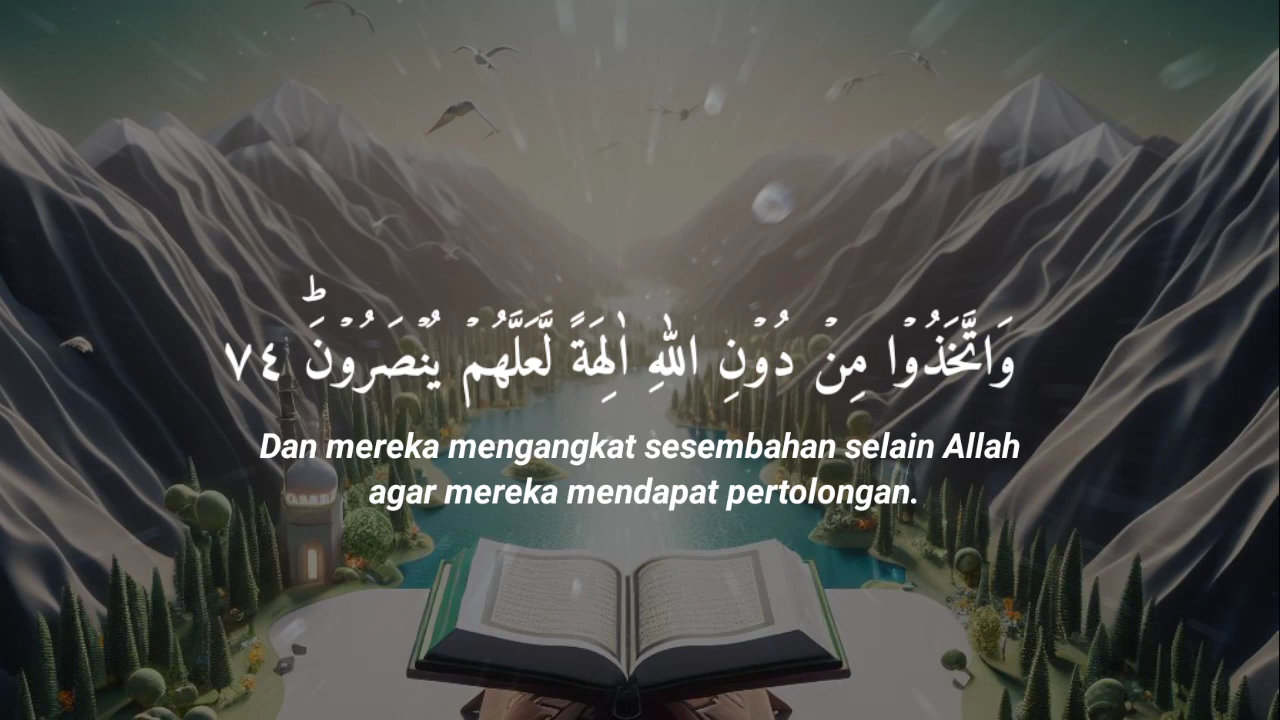 وَاتَّخَذُوْا مِنْ دُوْنِ اللّٰهِ اٰلِهَةً لَّعَلَّهُمْ يُنْصَرُوْنَۗ ٧٤
Dan mereka mengangkat sesembahan selain Allah
agar mereka mendapat pertolongan.